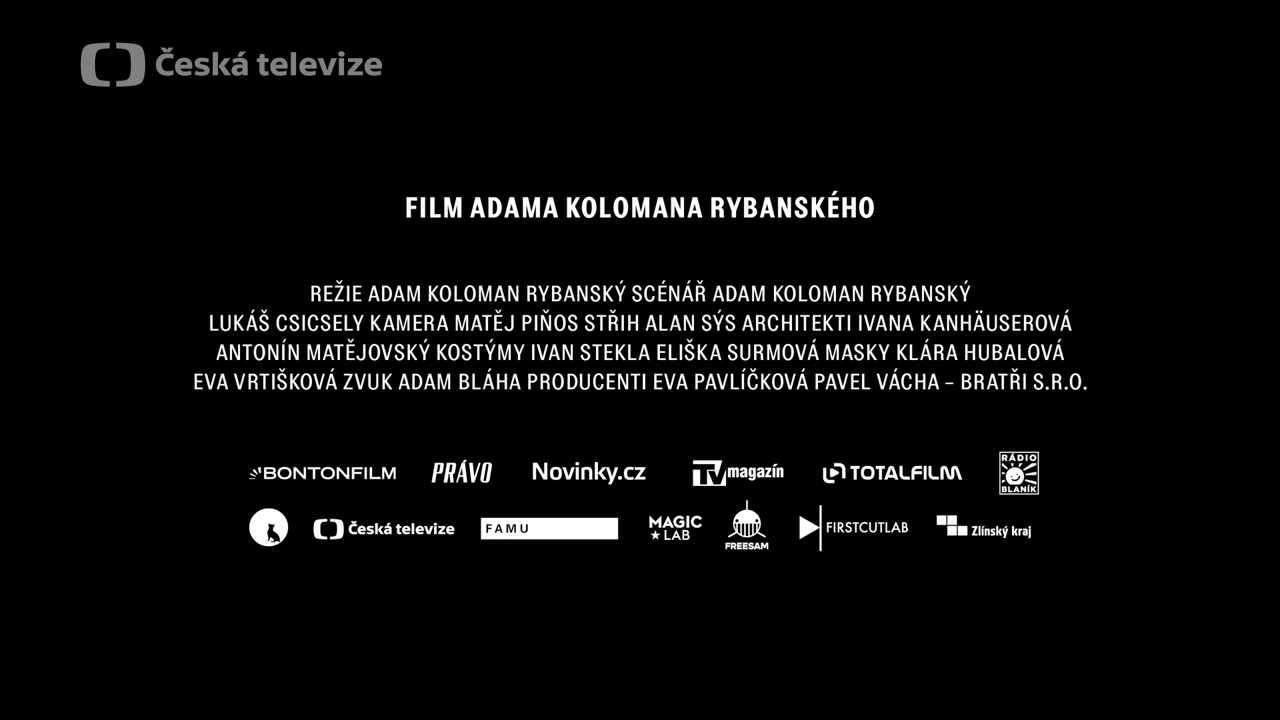 Česká televize
FILM ADAMA KOLOMANA RYBANSKÉHO
REŽIE ADAM KOLOMAN RYBANSKÝ SCÉNÁŘ ADAM KOLOMAN RYBANSKÝ
LUKÁŠ CSICSELY KAMERA MATĚJ PIŇOS STŘIH ALAN SÝS ARCHITEKTI IVANA KANHÄUSEROVÁ
ANTONÍN MATĚJOVSKÝ KOSTÝMY IVAN STEKLA ELIŠKA SURMOVÁ MASKY KLÁRA HUBALOVÁ
EVA VRTIŠKOVÁ ZVUK ADAM BLÁHA PRODUCENTI EVA PAVLÍČKOVÁ PAVEL VÁCHA – BRATŘI S.R.O.
BONTONFILM PRÁVO Novinky.cz TV magazín TOTALFILM RÁDIO BLANÍK
Česká televize FAMU MAGIC LAB FREESAM FIRSTCUTLAB Zlínský kraj